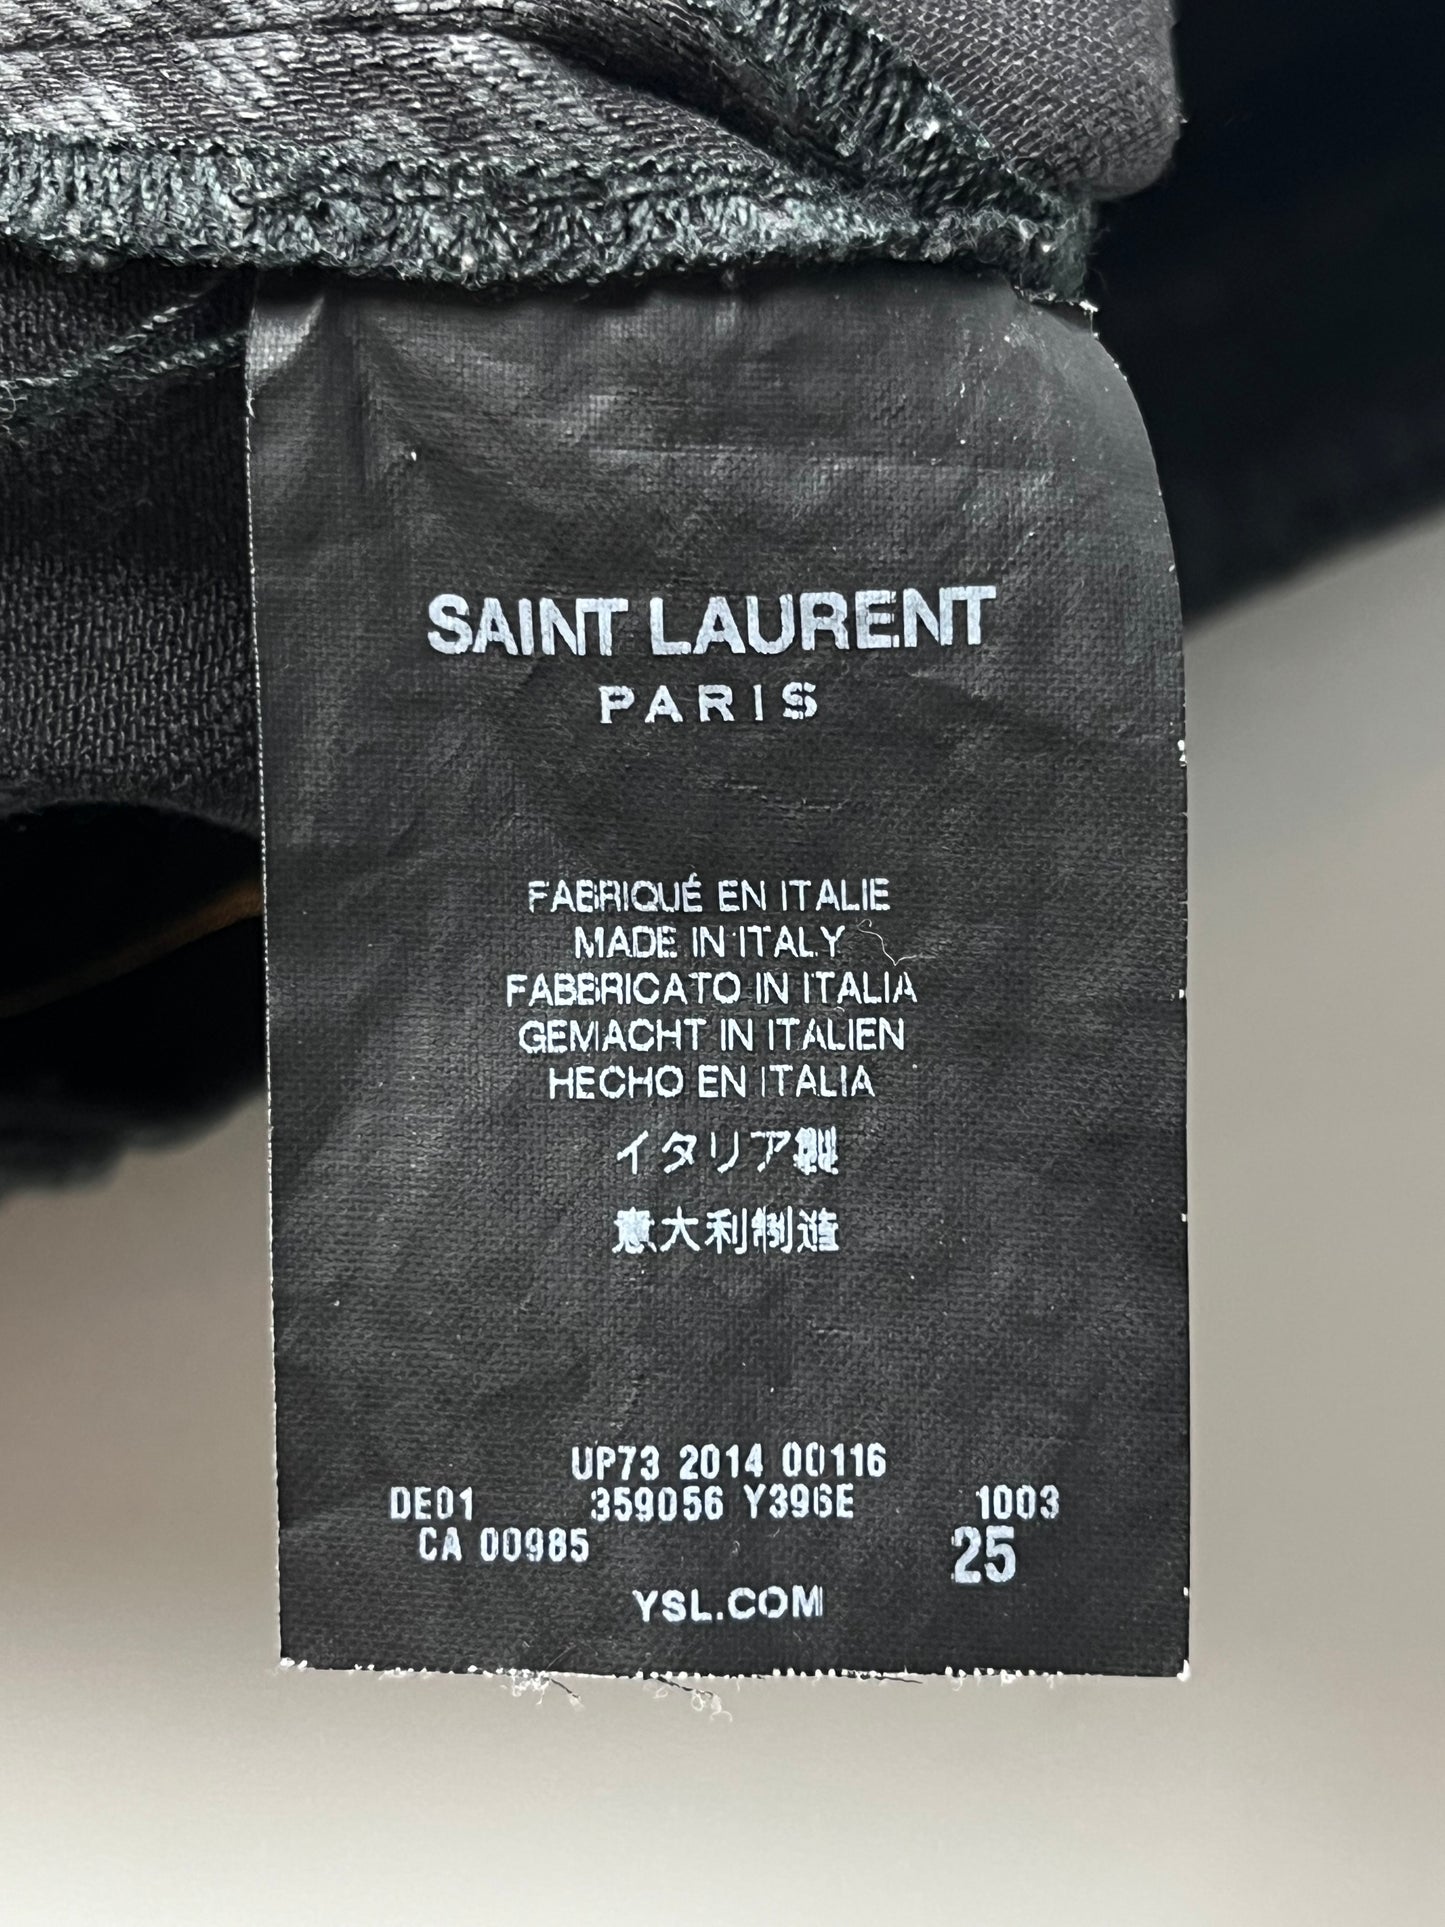 SAINT LAURENT
PARIS
FABRIQUÉ EN ITALIE
MADE IN ITALY
FABBRICATO IN ITALIA
GEMACHT IN ITALIEN
HECHO EN ITALIA
イタリア製
意大利制造
UP73 2014 00116
DE01 359056 Y396E 1003
CA 00985 25
YSL.COM